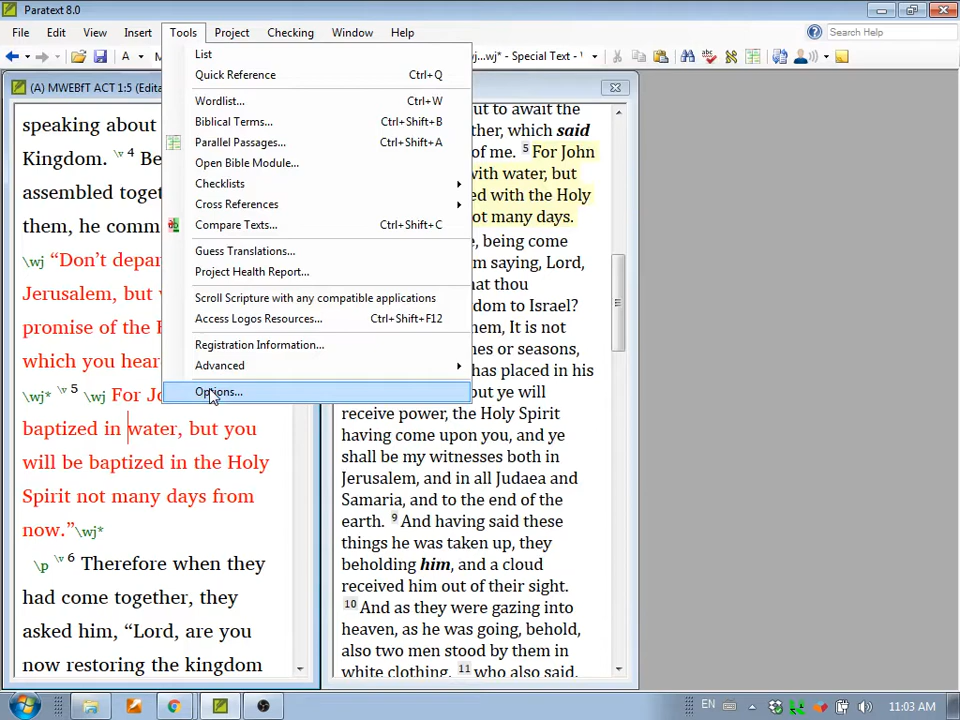 Paratext 8.0
File Edit View Insert Tools Project Checking Window Help
Search Help
A
...w)...wj* - Special Text -
(A) MWEBfT ACT 1:5 (Edita
speaking about
Kingdom. \v 4 Be
assembled toget
them, he comm
\wj “Don’t depa
Jerusalem, but
promise of the
which you hear
\wj* \v 5 \wj For Jo
baptized in water, but you
will be baptized in the Holy
Spirit not many days from
now.”\wj*
\p \v 6 Therefore when they
had come together, they
asked him, “Lord, are you
now restoring the kingdom
List
Quick Reference Ctrl+Q
Wordlist... Ctrl+W
Biblical Terms... Ctrl+Shift+B
Parallel Passages... Ctrl+Shift+A
Open Bible Module...
Checklists
Cross References
Compare Texts... Ctrl+Shift+C
Guess Translations...
Project Health Report...
Scroll Scripture with any compatible applications
Access Logos Resources... Ctrl+Shift+F12
Registration Information...
Advanced
Options...
out to await the
ther, which said
of me. 5 For John
with water, but
ed with the Holy
not many days.
e, being come
m saying, Lord,
that thou
dom to Israel?
hem, It is not
nes or seasons,
has placed in his
but ye will
receive power, the Holy Spirit
having come upon you, and ye
shall be my witnesses both in
Jerusalem, and in all Judaea and
Samaria, and to the end of the
earth. 9 And having said these
things he was taken up, they
beholding him, and a cloud
received him out of their sight.
10 And as they were gazing into
heaven, as he was going, behold,
also two men stood by them in
white clothing. 11 who also said,
EN
11:03 AM